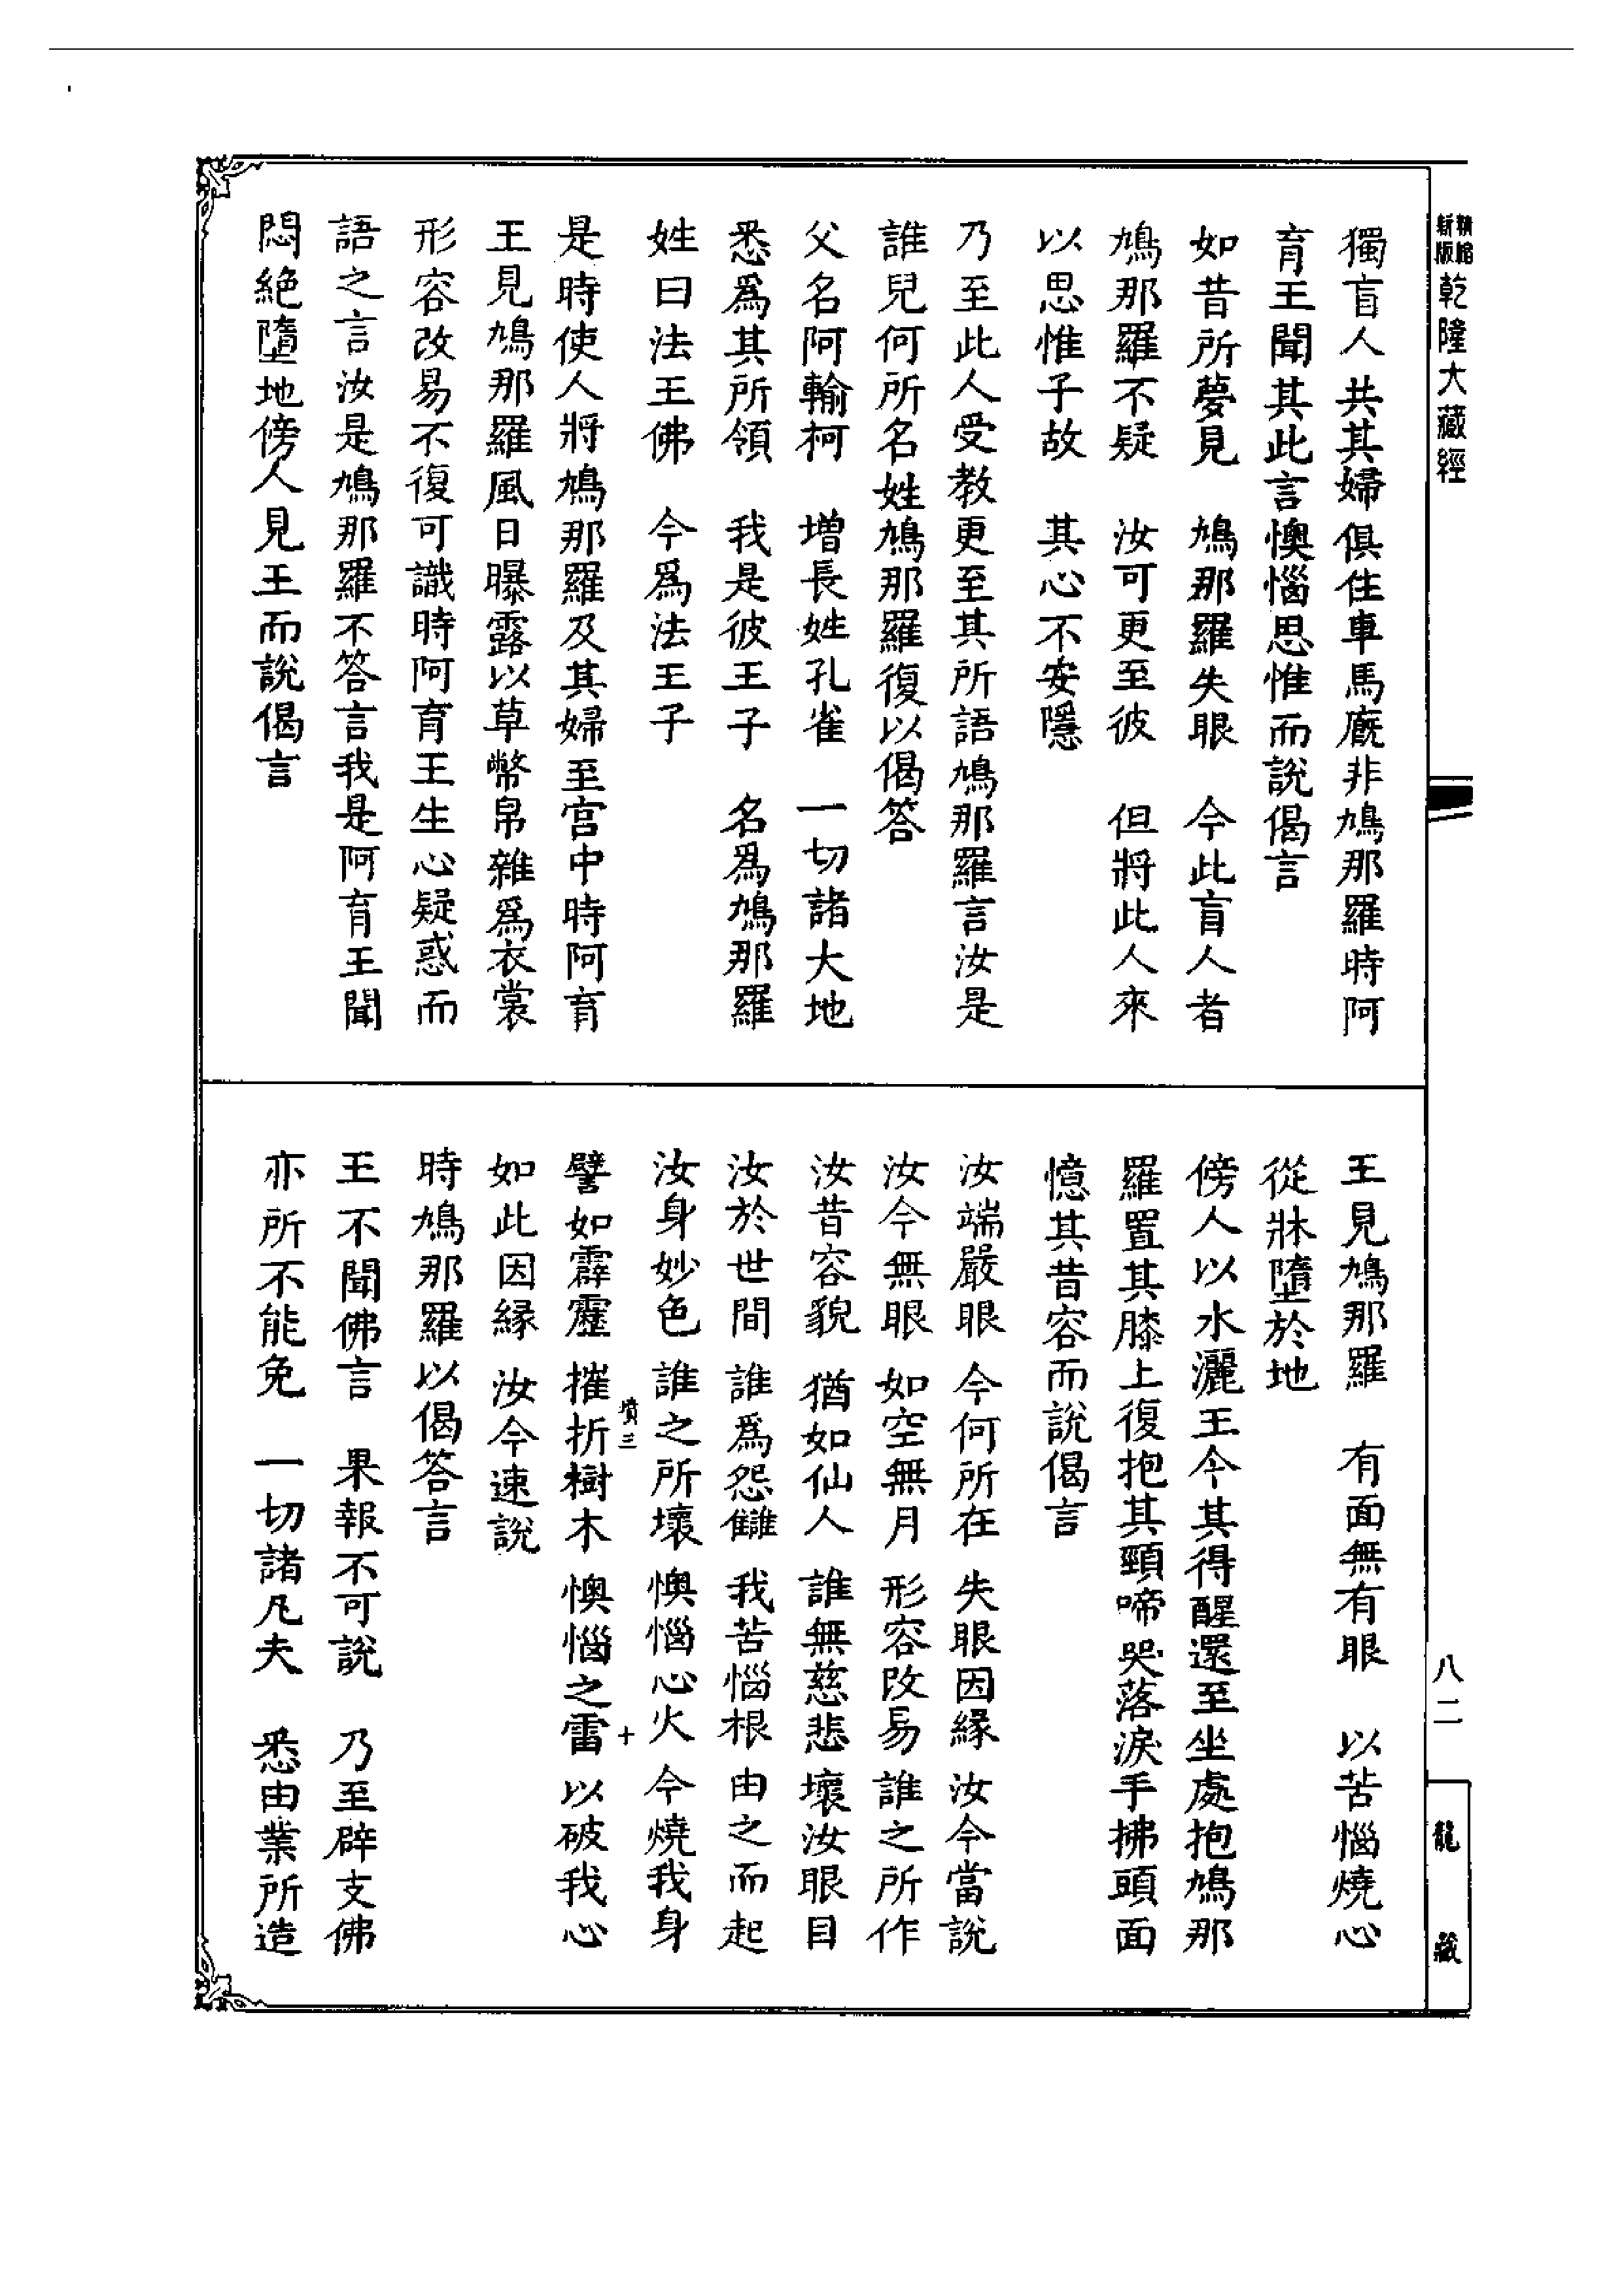 新版精縮乾隆大藏經
獨盲人共其婦俱住車馬廄非鳩那羅時阿
育王聞其此言懊惱思惟而說偈言
如昔所夢見　鳩那羅失眼　今此盲人者
鳩那羅不疑　汝可更至彼　但將此人來
以思惟子故　其心不安隱
乃至此人受教更至其所語鳩那羅言汝是
誰兒何所名姓鳩那羅復以偈答
父名阿輸柯　增長姓孔雀　一切諸大地
悉爲其所領　我是彼王子　名爲鳩那羅
姓曰法王佛　今爲法王子
是時使人將鳩那羅及其婦至宮中時阿育
王見鳩那羅風日曝露以草幣帛雜爲衣裳
形容改易不復可識時阿育王生心疑惑而
語之言汝是鳩那羅不答言我是阿育王聞
悶絕墮地傍人見王而說偈言
王見鳩那羅　有面無有眼　以苦惱燒心
從牀墮於地
傍人以水灑王令其得醒還至坐處抱鳩那
羅置其膝上復抱其頸啼哭落淚手拂頭面
憶其昔容而說偈言
汝端嚴眼　今何所在　失眼因緣　汝今當說
汝今無眼　如空無月　形容改易　誰之所作
汝昔容貌　猶如仙人　誰無慈悲　壞汝眼目
汝於世間　誰爲怨讎　我苦惱根　由之而起
汝身妙色　誰之所壞　懊惱心火　今燒我身
墳三　十
譬如霹靂　摧折樹木　懊惱之雷　以破我心
如此因緣　汝今速說
時鳩那羅以偈答言
王不聞佛言　果報不可說　乃至辟支佛
亦所不能免　一切諸凡夫　悉由業所造
八二
龍藏